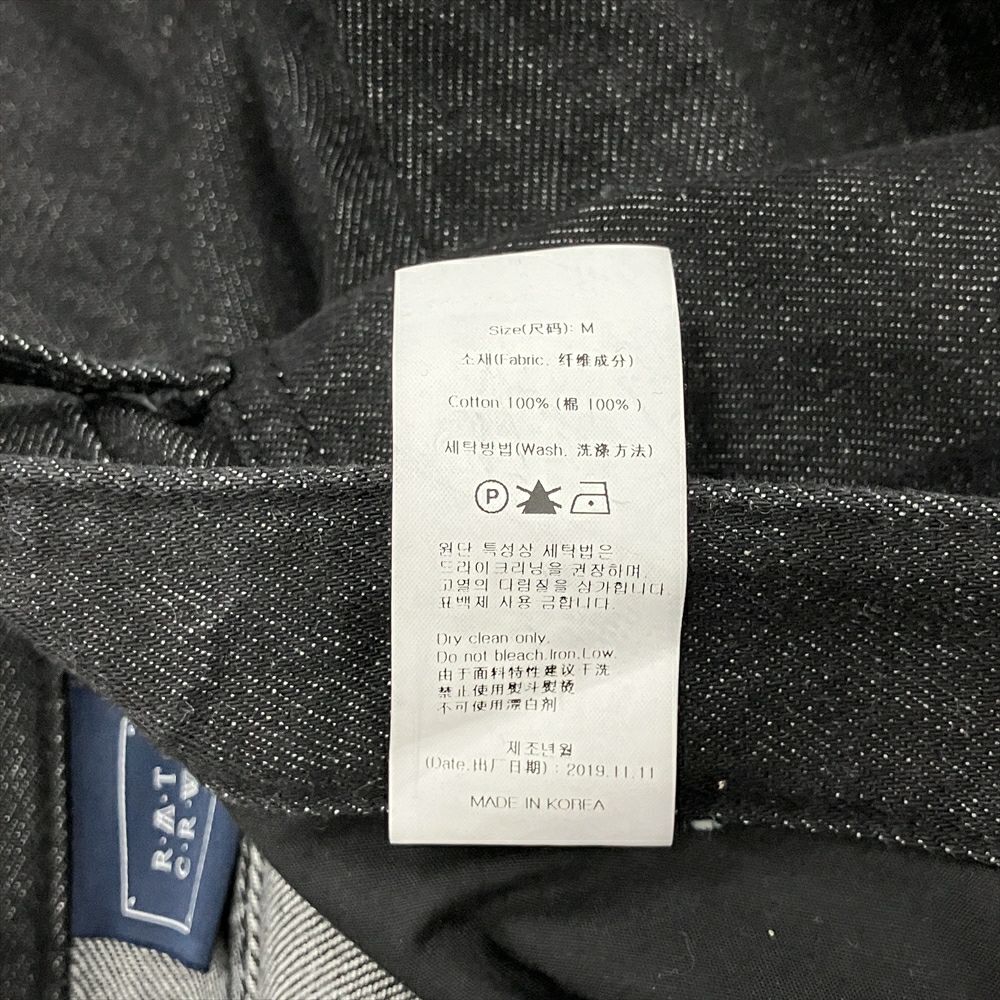 Size(尺码): M
소재(Fabric, 纤维成分)
Cotton 100% (棉 100% )
세탁방법(Wash, 洗涤方法)
P
원단 특성상 세탁법은
드라이크리닝을 권장하며,
고열의 다림질을 삼가합니다.
표백제 사용 금합니다.
Dry clean only.
Do not bleach.Iron.Low.
由于面料特性建议干洗
禁止使用熨斗熨烫
不可使用漂白剂
제조년월
(Date.出厂日期) : 2019.11.11
MADE IN KOREA
R·A·T
C·R·W